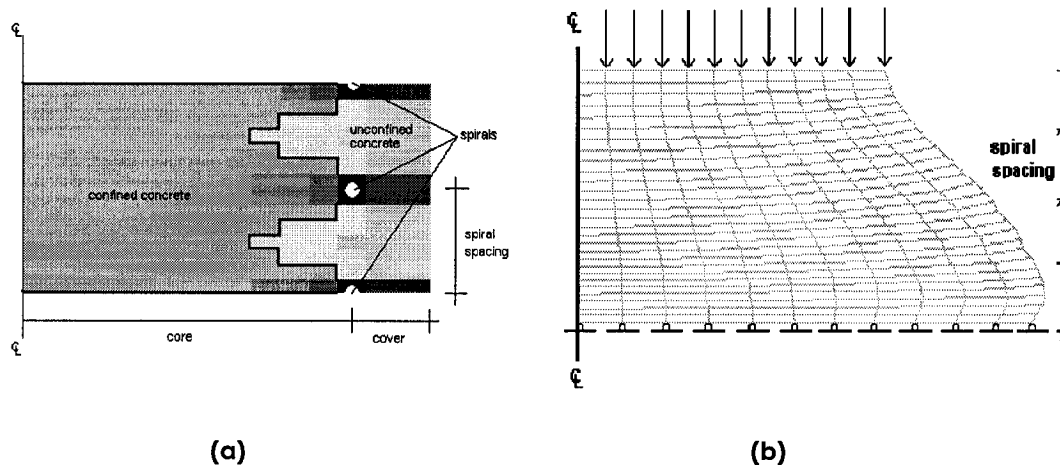 ℄
unconfined
concrete
spirals
confined concrete
spiral
spacing
core
cover
℄
(a)
℄
spiral
spacing
℄
(b)